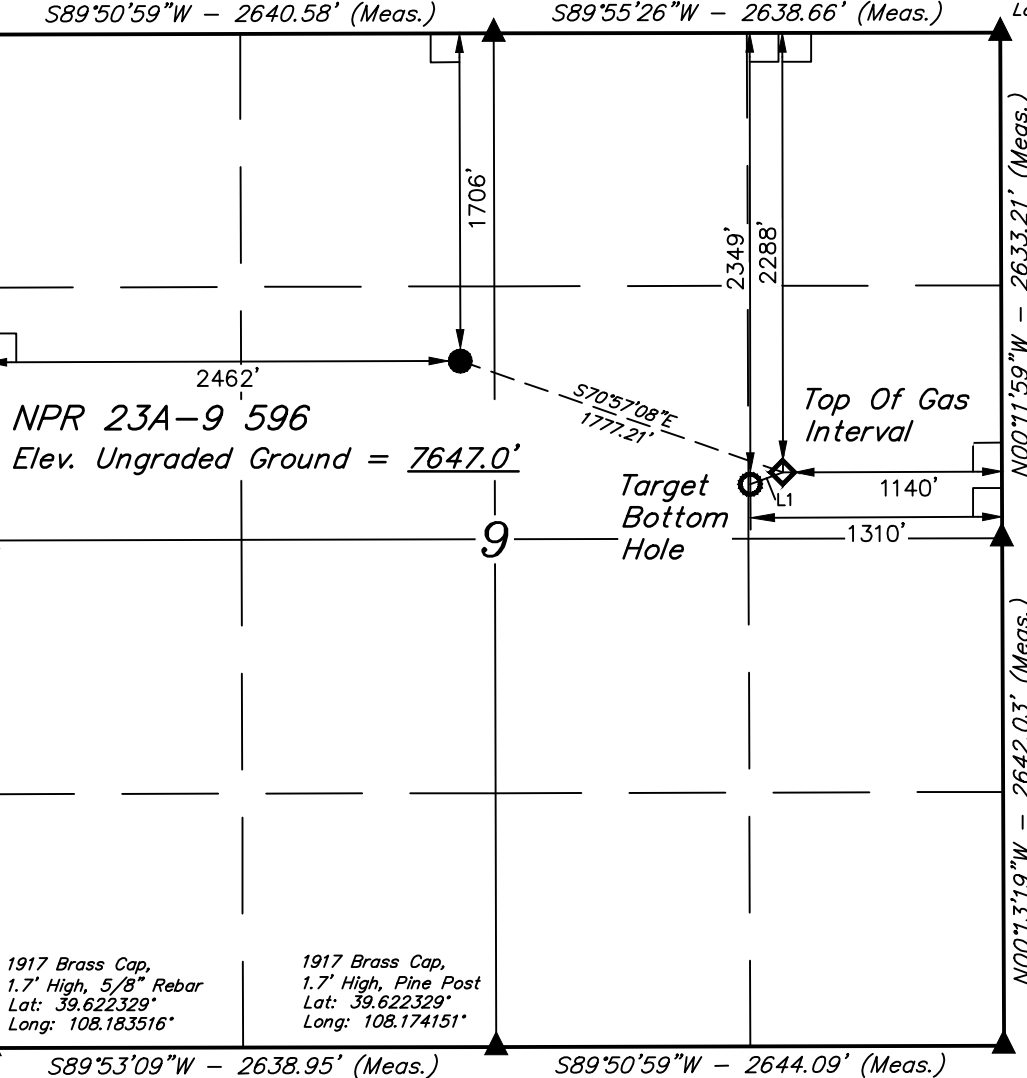 S89°50'59"W - 2640.58' (Meas.)
S89°55'26"W - 2638.66' (Meas.)
1706'
2349'
2288'
N00°11'59"W - 2633.21' (Meas.)
2462'
S70°57'08"E
1777.21'
NPR 23A-9 596
Elev. Ungraded Ground = 7647.0'
Top Of Gas
Interval
1140'
L1
Target
Bottom
Hole
1310'
9
N00°13'19"W - 2642.03' (Meas.)
1917 Brass Cap,
1.7' High, 5/8" Rebar
Lat: 39.622329°
Long: 108.183516°
1917 Brass Cap,
1.7' High, Pine Post
Lat: 39.622329°
Long: 108.174151°
S89°53'09"W - 2638.95' (Meas.)
S89°50'59"W - 2644.09' (Meas.)